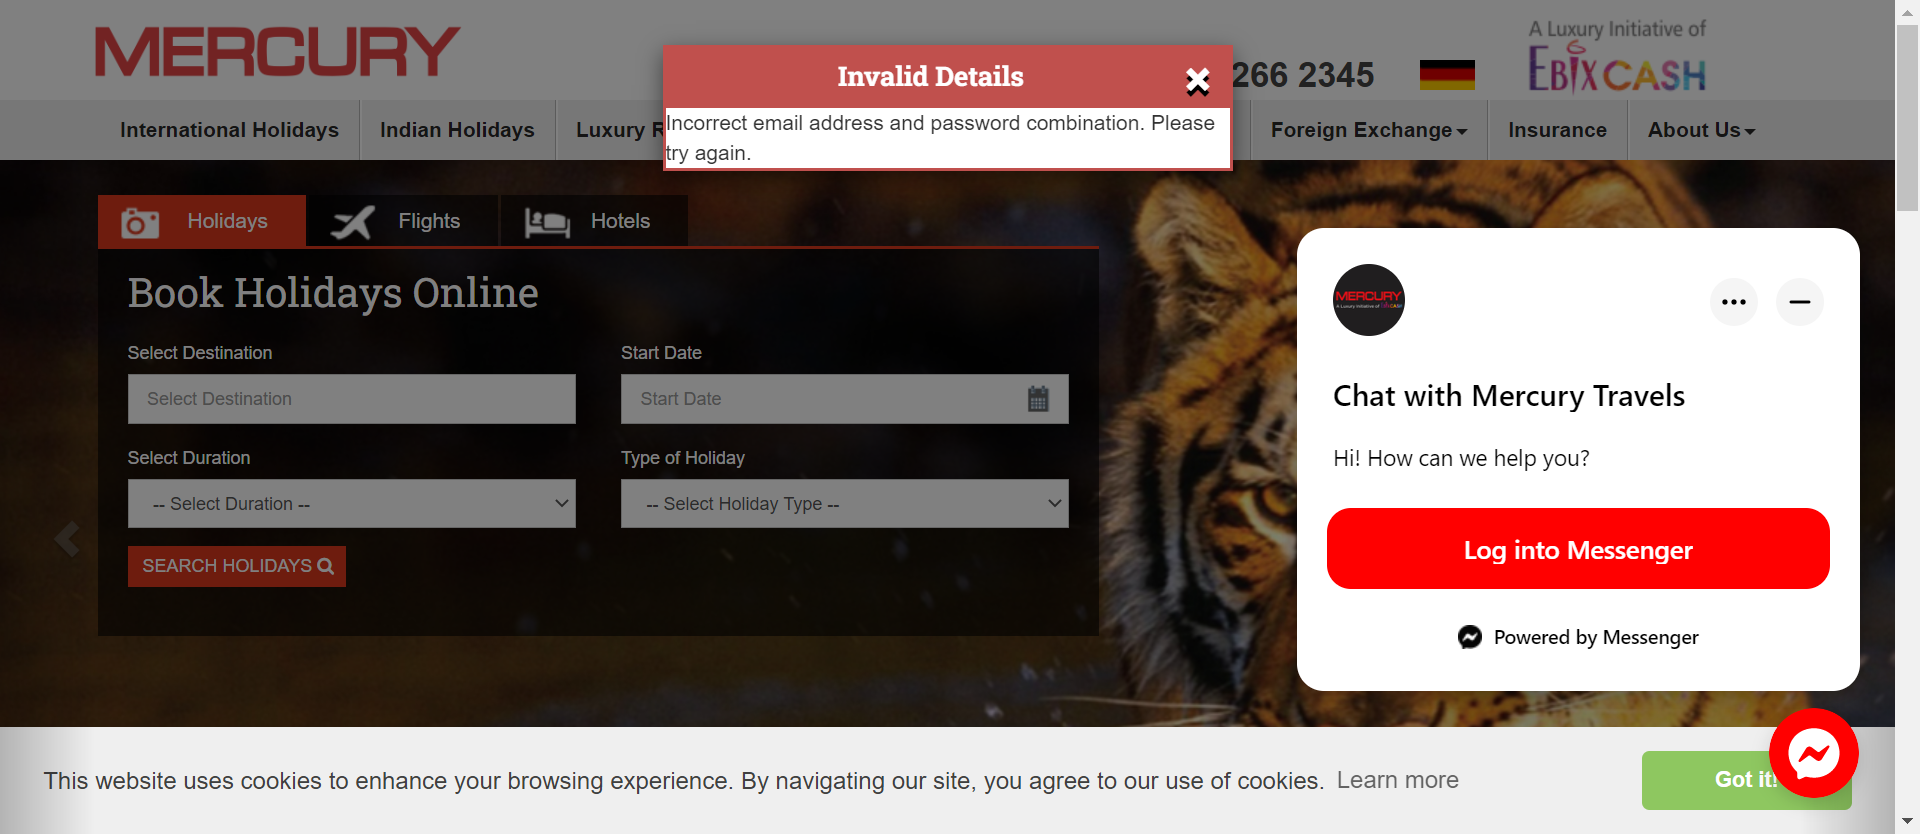 MERCURY
Invalid Details
266 2345
A Luxury Initiative of
EBIXCASH
International Holidays
Indian Holidays
Luxury
Foreign Exchange
Insurance
About Us
Incorrect email address and password combination. Please
try again.
Holidays
Flights
Hotels
Book Holidays Online
Select Destination
Start Date
Select Destination
Start Date
Select Duration
Type of Holiday
-- Select Duration --
-- Select Holiday Type --
SEARCH HOLIDAYS
MERCURY
A Luxury Initiative of EBIXCASH
Chat with Mercury Travels
Hi! How can we help you?
Log into Messenger
Powered by Messenger
This website uses cookies to enhance your browsing experience. By navigating our site, you agree to our use of cookies. Learn more
Got it!